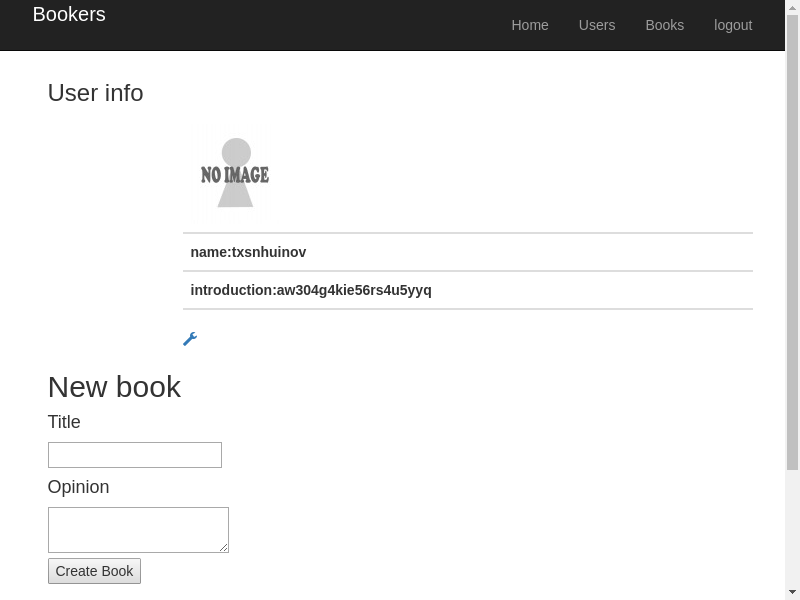 Bookers
Home Users Books logout
User info
NO IMAGE
name:txsnhuinov
introduction:aw304g4kie56rs4u5yyq
New book
Title
Opinion
Create Book